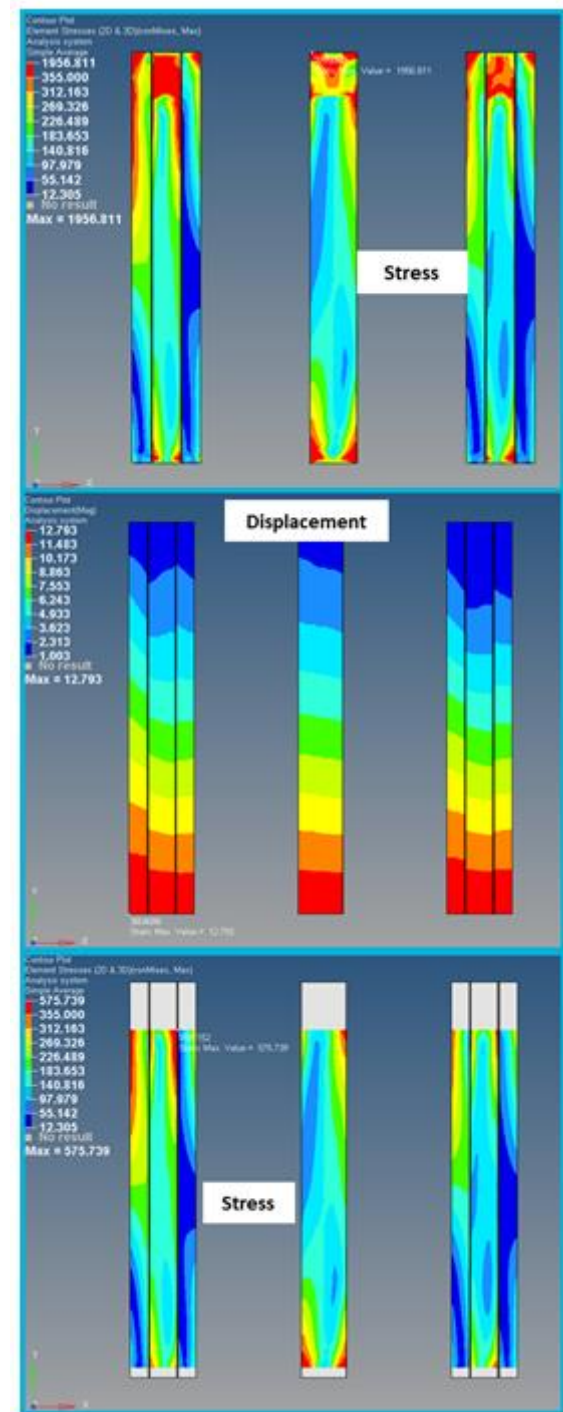 Contour Plot
Element Stresses (2D & 3D)(vonMises, Max)
Analysis system
Simple Average
1956.811
355.000
312.163
269.326
226.489
183.653
140.816
97.979
55.142
12.305
No result
Max = 1956.811
Value = 1956.811
Stress
Y
X
Contour Plot
Displacement(Mag)
Analysis system
12.793
11.483
10.173
8.863
7.553
6.243
4.933
3.623
2.313
1.003
No result
Max = 12.793
Displacement
Static Max. Value = 12.793
X
Contour Plot
Element Stresses (2D & 3D)(vonMises, Max)
Analysis system
Simple Average
575.739
355.000
312.163
269.326
226.489
183.653
140.816
97.979
55.142
12.305
No result
Max = 575.739
Static Max. Value = 575.739
Stress
Y
X